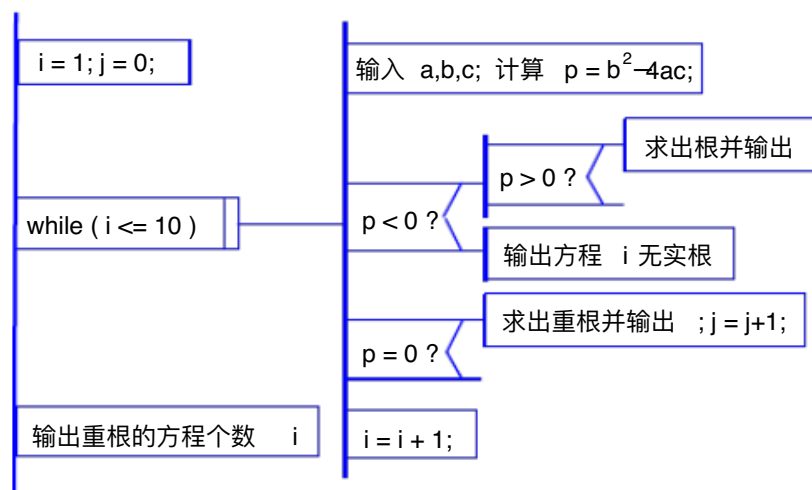 i = 1; j = 0;
输入 a,b,c; 计算 p = b²−4ac;
求出根并输出
p > 0 ?
while ( i <= 10 )
p < 0 ?
输出方程 i 无实根
求出重根并输出 ; j = j+1;
p = 0 ?
输出重根的方程个数 i
i = i + 1;